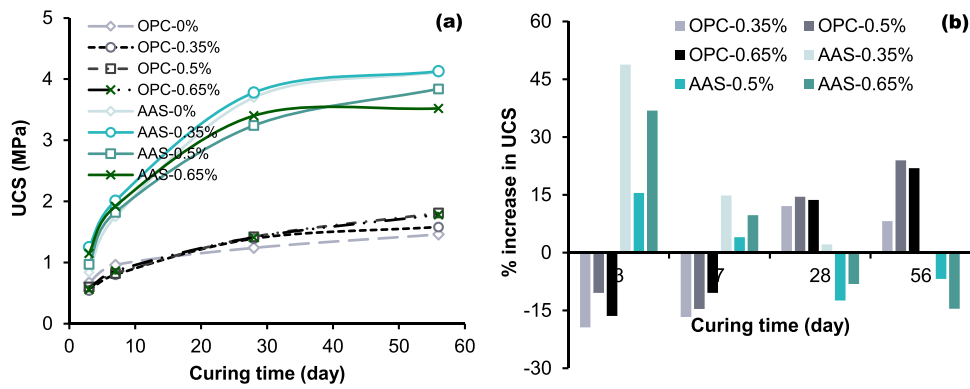 (a)
OPC-0%
OPC-0.35%
OPC-0.5%
OPC-0.65%
AAS-0%
AAS-0.35%
AAS-0.5%
AAS-0.65%
UCS (MPa)
5
4
3
2
1
0
0 10 20 30 40 50 60
Curing time (day)
(b)
OPC-0.35% OPC-0.5%
OPC-0.65% AAS-0.35%
AAS-0.5% AAS-0.65%
% increase in UCS
60
45
30
15
0
-15
-30
3 7 28 56
Curing time (day)